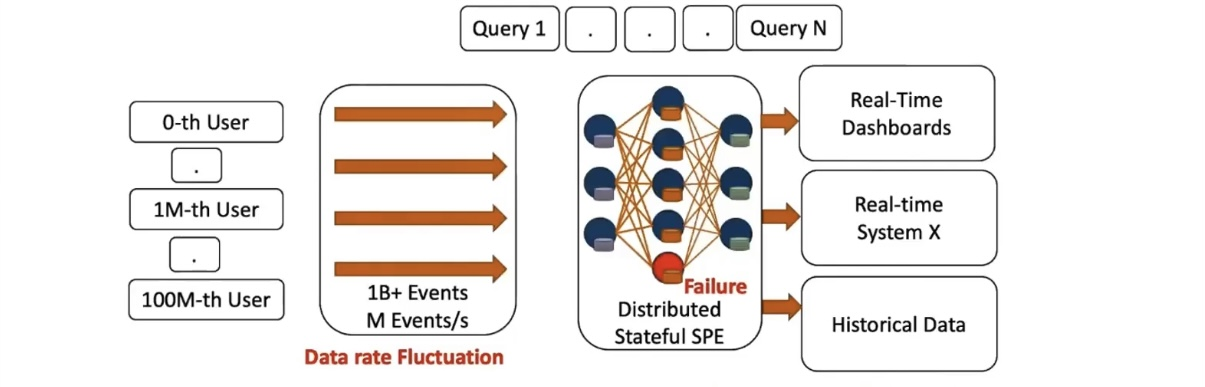 Query 1
.
.
.
Query N
0-th User
.
1M-th User
.
100M-th User
1B+ Events
M Events/s
Data rate Fluctuation
Failure
Distributed
Stateful SPE
Real-Time
Dashboards
Real-time
System X
Historical Data